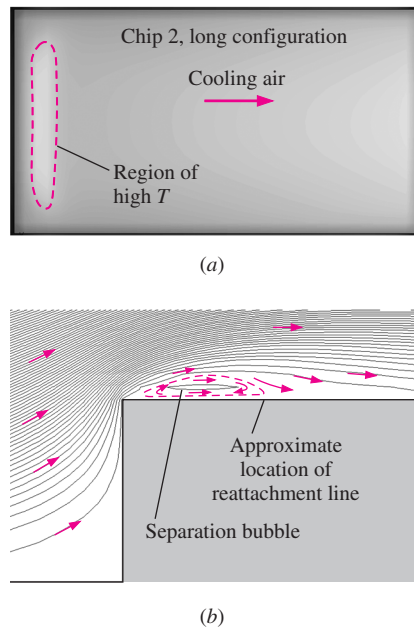 Chip 2, long configuration
Cooling air
Region of
high T
(a)
Approximate
location of
reattachment line
Separation bubble
(b)